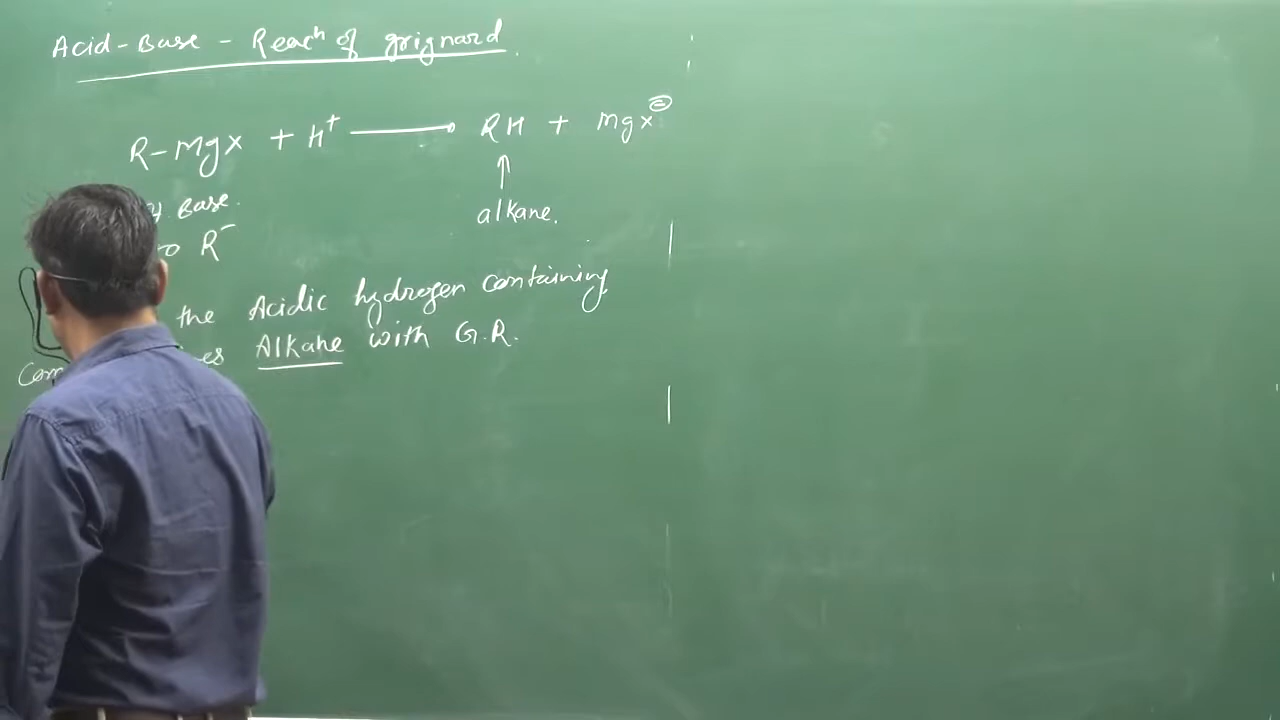 Acid-Base - Reacn of grignard
R-Mgx + H⁺ → RH + Mgx⊖
↑
Base.
alkane.
R⁻
the Acidic hydrogen containing
Alkane with G.R.